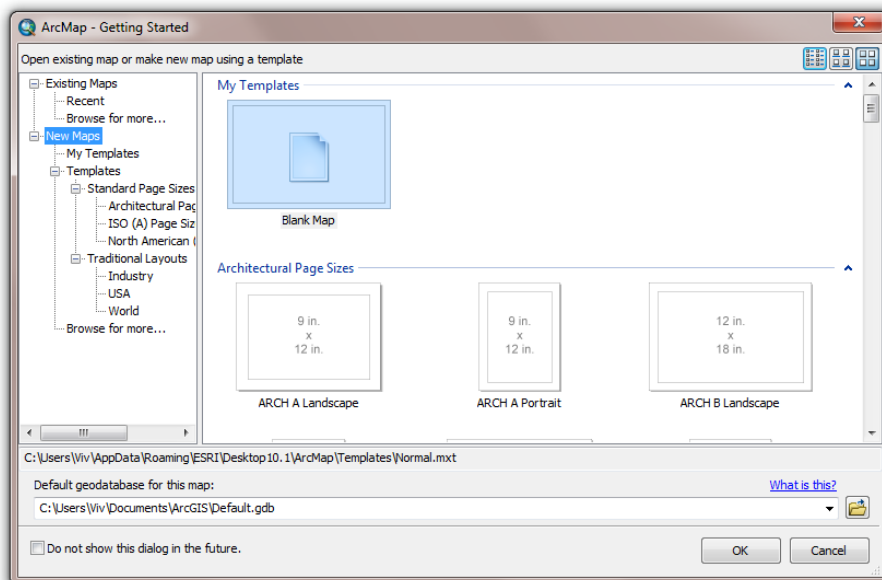 ArcMap - Getting Started
Open existing map or make new map using a template
Existing Maps
Recent
Browse for more...
New Maps
My Templates
Templates
Standard Page Sizes
Architectural Pag
ISO (A) Page Siz
North American (
Traditional Layouts
Industry
USA
World
Browse for more...
My Templates
Blank Map
Architectural Page Sizes
9 in.
x
12 in.
ARCH A Landscape
9 in.
x
12 in.
ARCH A Portrait
12 in.
x
18 in.
ARCH B Landscape
C:\Users\Viv\AppData\Roaming\ESRI\Desktop10.1\ArcMap\Templates\Normal.mxt
Default geodatabase for this map:
What is this?
C:\Users\Viv\Documents\ArcGIS\Default.gdb
Do not show this dialog in the future.
OK
Cancel